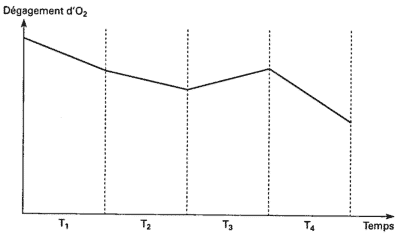 Dégagement d'O₂
T₁ T₂ T₃ T₄ Temps